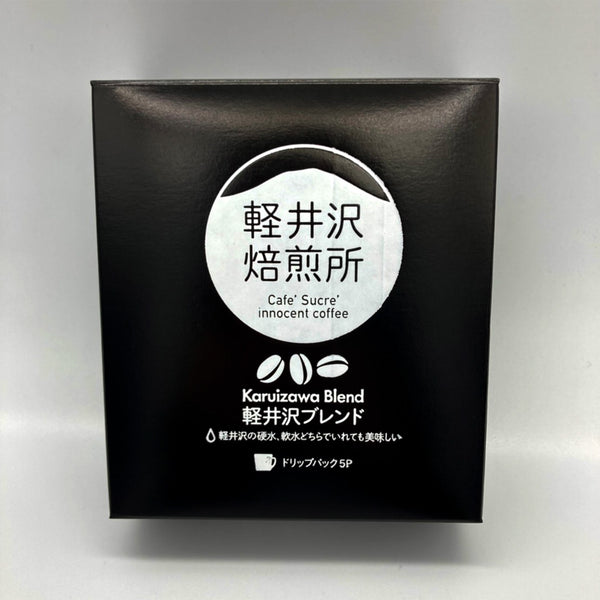 軽井沢
焙煎所
Cafe' Sucre'
innocent coffee
Karuizawa Blend
軽井沢ブレンド
軽井沢の硬水、軟水どちらでいれても美味しい
ドリップパック5P